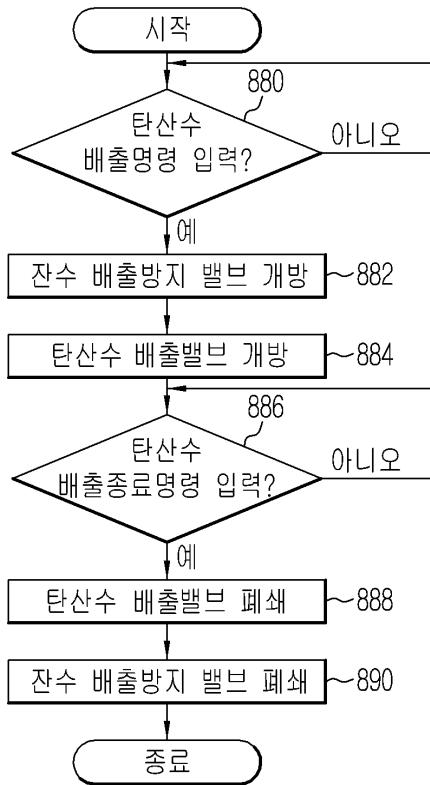 시작
880
탄산수
배출명령 입력?
아니오
예
잔수 배출방지 밸브 개방
882
탄산수 배출밸브 개방
884
886
탄산수
배출종료명령 입력?
아니오
예
탄산수 배출밸브 폐쇄
888
잔수 배출방지 밸브 폐쇄
890
종료